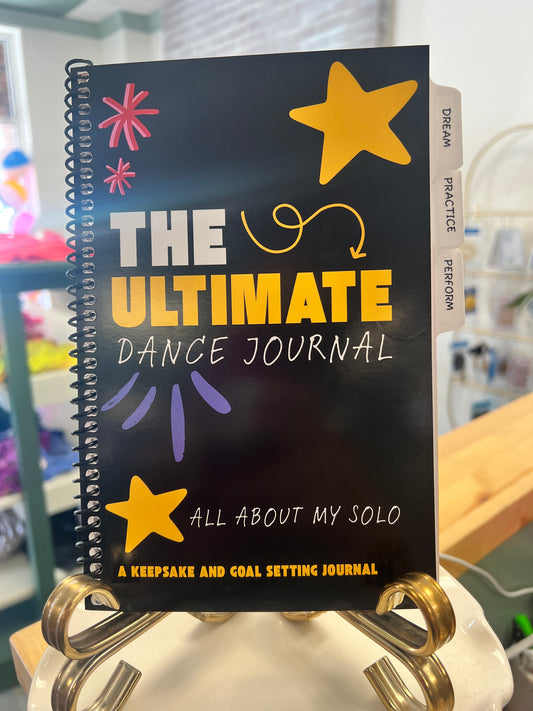 THE
ULTIMATE
DANCE JOURNAL
ALL ABOUT MY SOLO
A KEEPSAKE AND GOAL SETTING JOURNAL
DREAM
PRACTICE
PERFORM